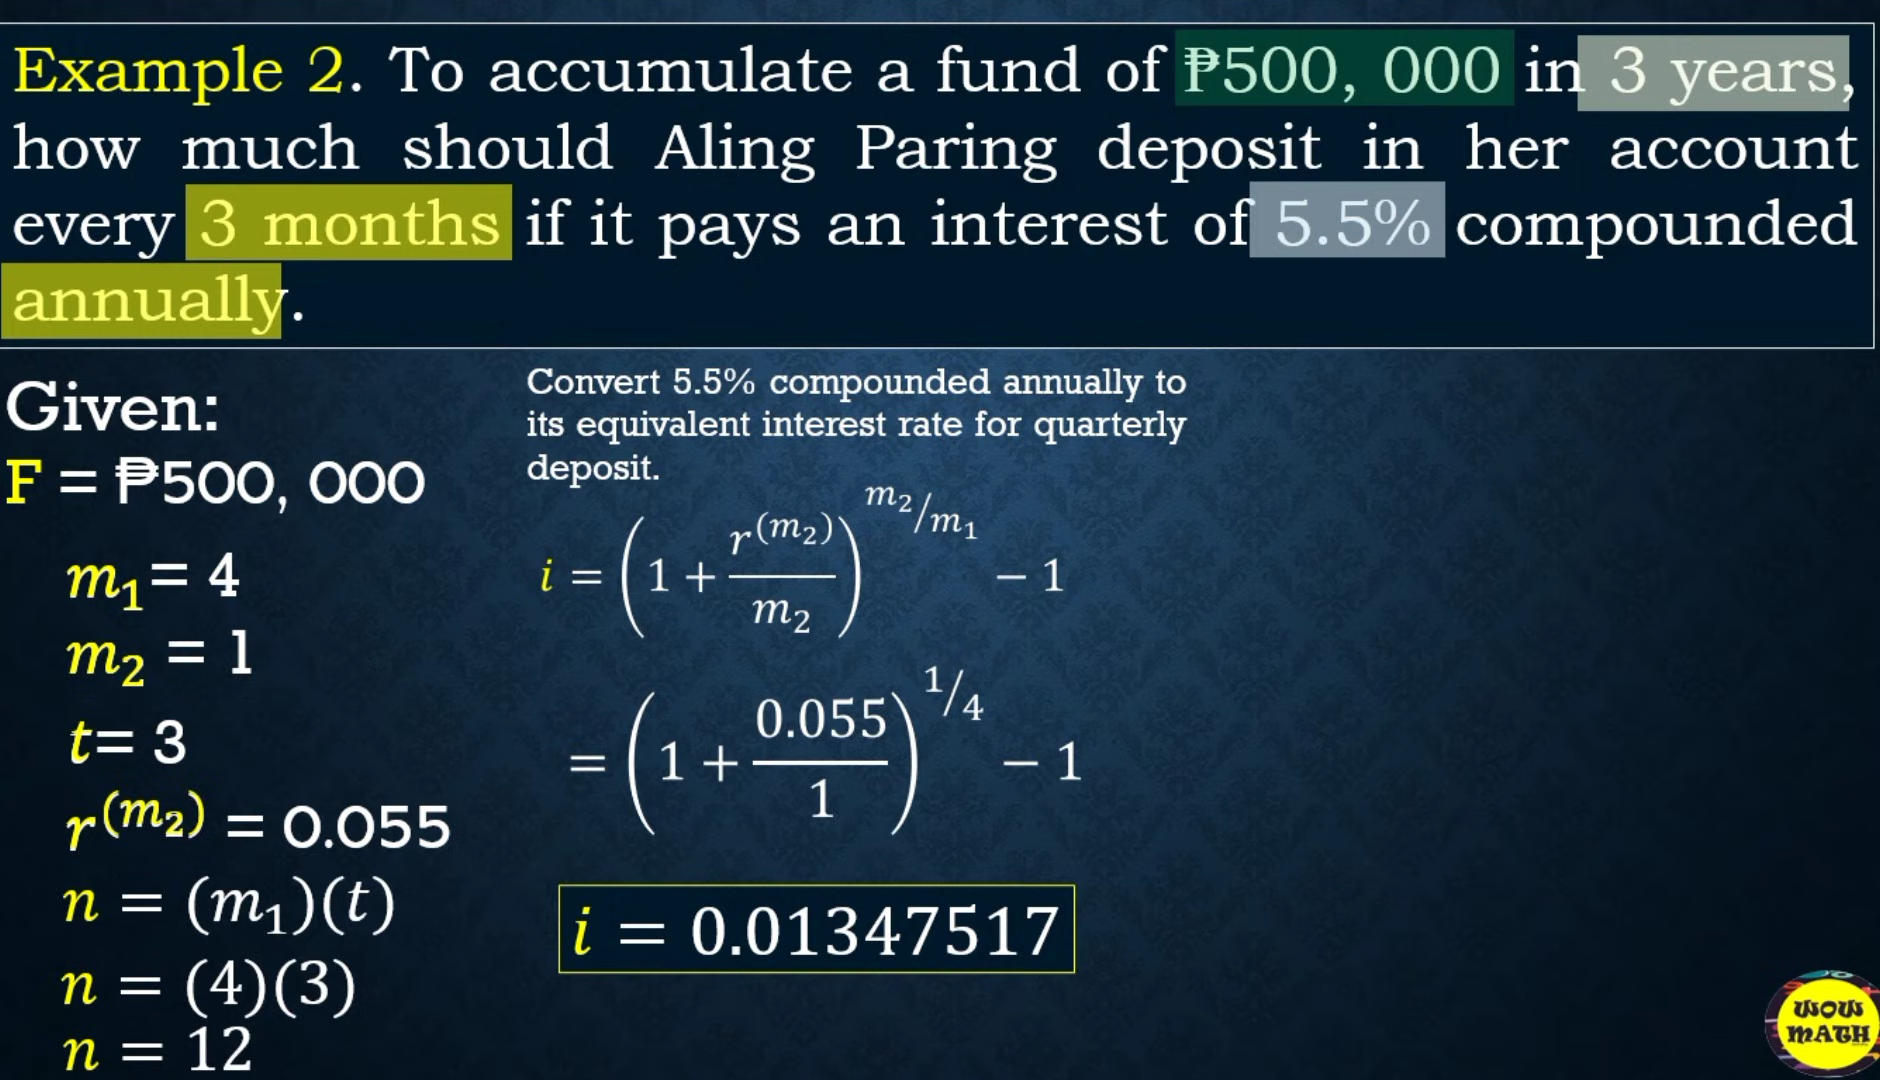 Example 2. To accumulate a fund of ₱500, 000 in 3 years,
how much should Aling Paring deposit in her account
every 3 months if it pays an interest of 5.5% compounded
annually.
Given:
F = ₱500, 000
m₁= 4
m₂ = 1
t= 3
r^(m₂) = 0.055
n = (m₁)(t)
n = (4)(3)
n = 12
Convert 5.5% compounded annually to
its equivalent interest rate for quarterly
deposit.
i = (1 + r^(m₂)/m₂)^(m₂/m₁) − 1
= (1 + 0.055/1)^(1/4) − 1
i = 0.01347517
WOW
MATH